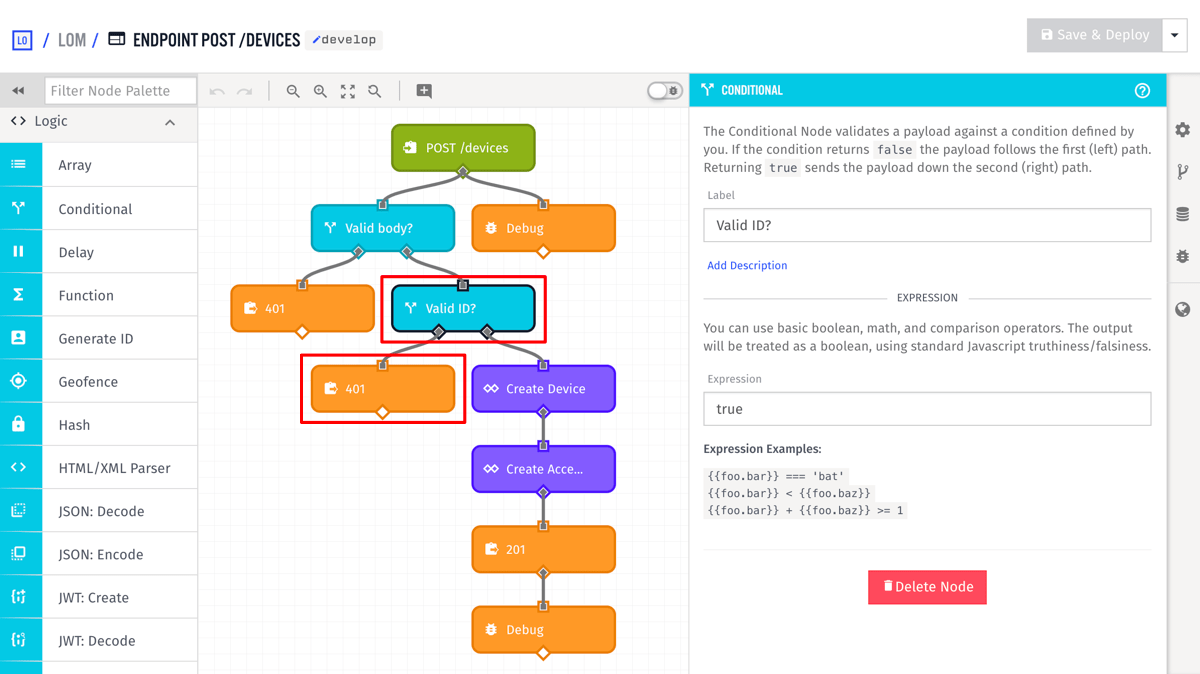 LO / LOM / ENDPOINT POST /DEVICES develop
Save & Deploy
Filter Node Palette
Logic
Array
Conditional
Delay
Function
Generate ID
Geofence
Hash
HTML/XML Parser
JSON: Decode
JSON: Encode
JWT: Create
JWT: Decode
POST /devices
Valid body?
Debug
401
Valid ID?
401
Create Device
Create Acce...
201
Debug
CONDITIONAL
The Conditional Node validates a payload against a condition defined by
you. If the condition returns false the payload follows the first (left) path.
Returning true sends the payload down the second (right) path.
Label
Valid ID?
Add Description
EXPRESSION
You can use basic boolean, math, and comparison operators. The output
will be treated as a boolean, using standard Javascript truthiness/falsiness.
Expression
true
Expression Examples:
{{foo.bar}} === 'bat'
{{foo.bar}} < {{foo.baz}}
{{foo.bar}} + {{foo.baz}} >= 1
Delete Node